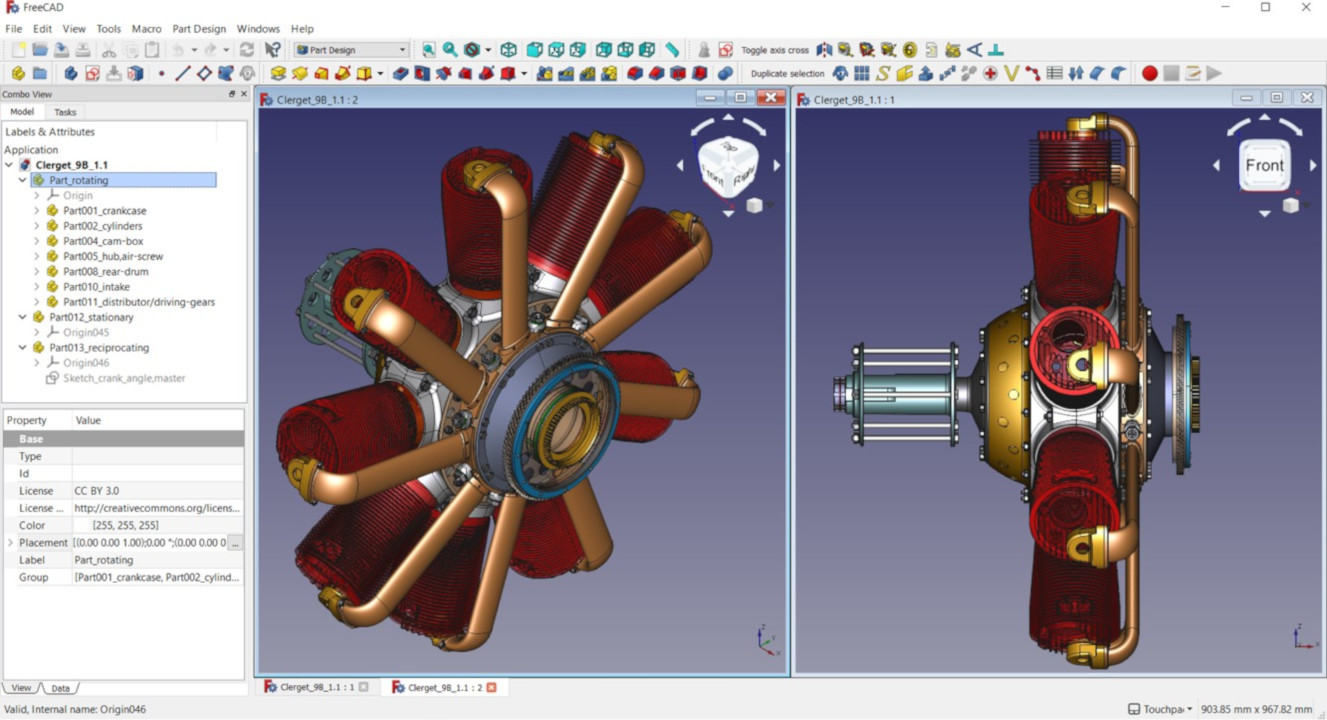 FreeCAD
File Edit View Tools Macro Part Design Windows Help
Part Design
Toggle axis cross
Duplicate selection
Combo View
Model Tasks
Labels & Attributes
Application
Clerget_9B_1.1
Part_rotating
Origin
Part001_crankcase
Part002_cylinders
Part004_cam-box
Part005_hub,air-screw
Part008_rear-drum
Part010_intake
Part011_distributor/driving-gears
Part012_stationary
Origin045
Part013_reciprocating
Origin046
Sketch_crank_angle,master
Property Value
Base
Type
Id
License CC BY 3.0
License ... http://creativecommons.org/licens...
Color [255, 255, 255]
Placement [(0.00 0.00 1.00);0.00 °;(0.00 0.00 0 ...
Label Part_rotating
Group [Part001_crankcase, Part002_cylind...
View Data
Clerget_9B_1.1 : 2
Front Right
Z Y X
Clerget_9B_1.1 : 1
Front
Z X
Clerget_9B_1.1 : 1
Clerget_9B_1.1 : 2
Valid, Internal name: Origin046
Touchpa 903.85 mm x 967.82 mm